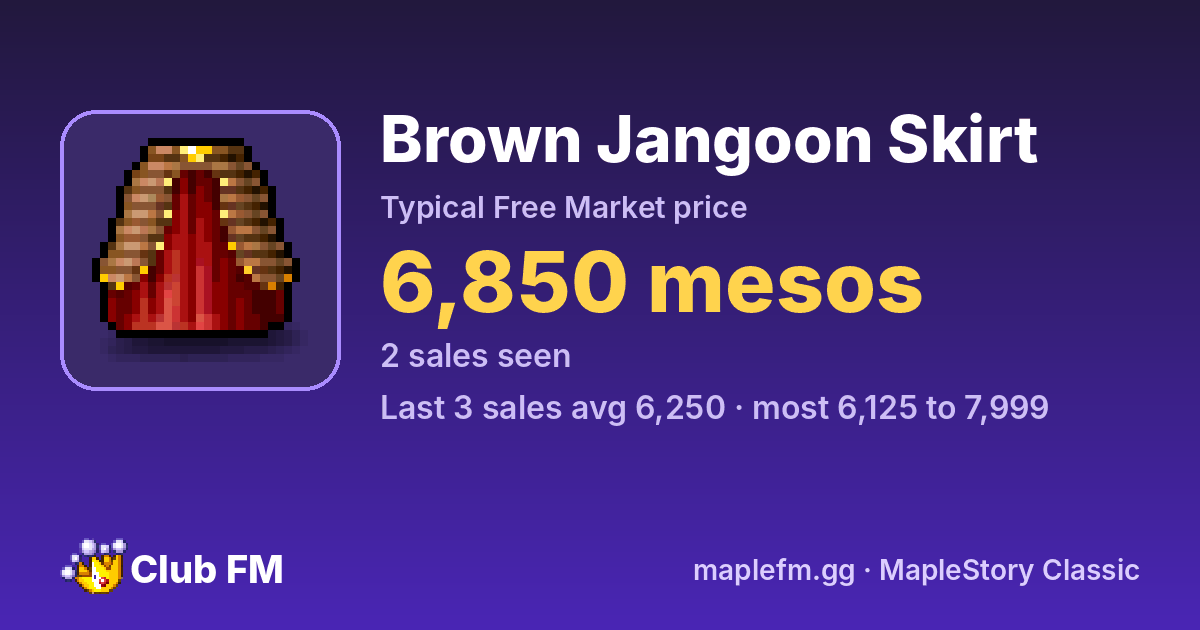 Brown Jangoon Skirt
Typical Free Market price
6,850 mesos
2 sales seen
Last 3 sales avg 6,250 · most 6,125 to 7,999
Club FM
maplefm.gg · MapleStory Classic